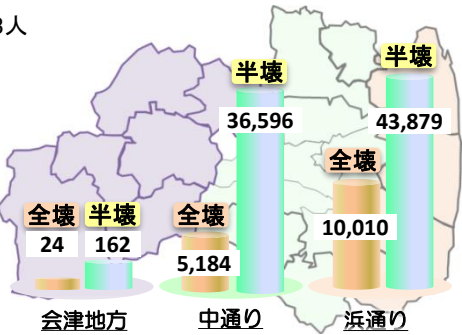 人
半壊
半壊
36,596
43,879
全壊
半壊
全壊
全壊
24
162
5,184
10,010
会津地方
中通り
浜通り